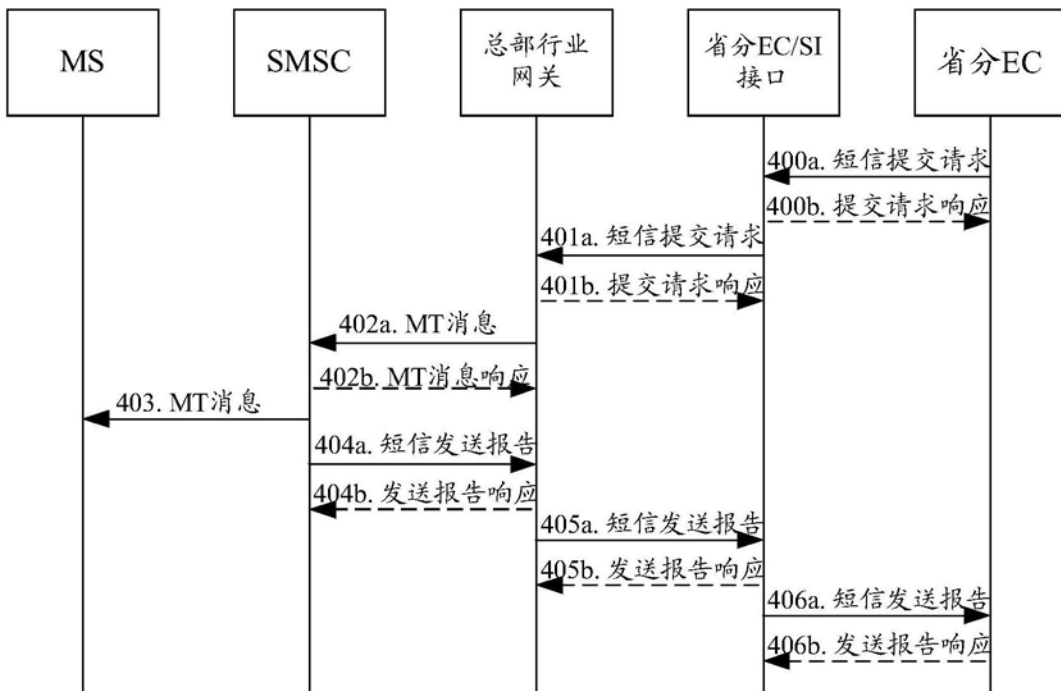 MS
SMSC
总部行业
网关
省分EC/SI
接口
省分EC
400a. 短信提交请求
400b. 提交请求响应
401a. 短信提交请求
401b. 提交请求响应
402a. MT消息
402b. MT消息响应
403. MT消息
404a. 短信发送报告
404b. 发送报告响应
405a. 短信发送报告
405b. 发送报告响应
406a. 短信发送报告
406b. 发送报告响应